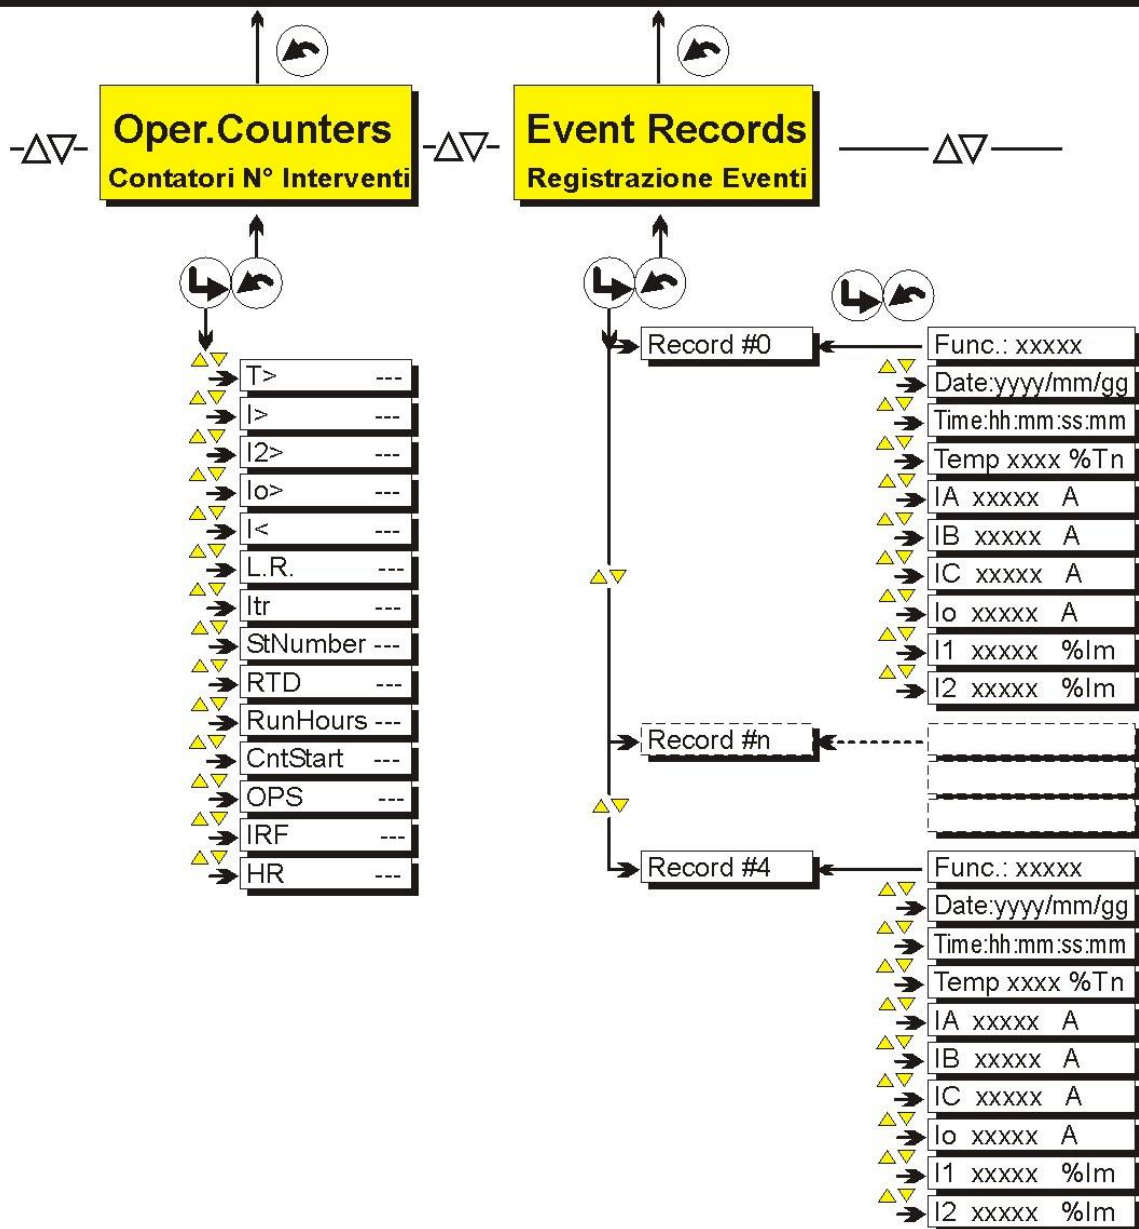 Oper.Counters
Contatori N° Interventi
Event Records
Registrazione Eventi
T> ---
I> ---
I2> ---
Io> ---
I< ---
L.R. ---
Itr ---
StNumber ---
RTD ---
RunHours ---
CntStart ---
OPS ---
IRF ---
HR ---
Record #0
Func.: xxxxx
Date:yyyy/mm/gg
Time:hh:mm:ss:mm
Temp xxxx %Tn
IA xxxxx A
IB xxxxx A
IC xxxxx A
Io xxxxx A
I1 xxxxx %Im
I2 xxxxx %Im
Record #n
Record #4
Func.: xxxxx
Date:yyyy/mm/gg
Time:hh:mm:ss:mm
Temp xxxx %Tn
IA xxxxx A
IB xxxxx A
IC xxxxx A
Io xxxxx A
I1 xxxxx %Im
I2 xxxxx %Im